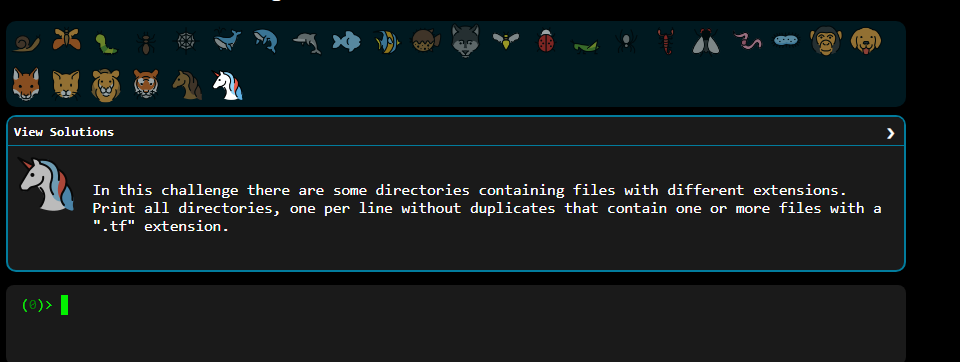 View Solutions
In this challenge there are some directories containing files with different extensions.
Print all directories, one per line without duplicates that contain one or more files with a
".tf" extension.
(0)>